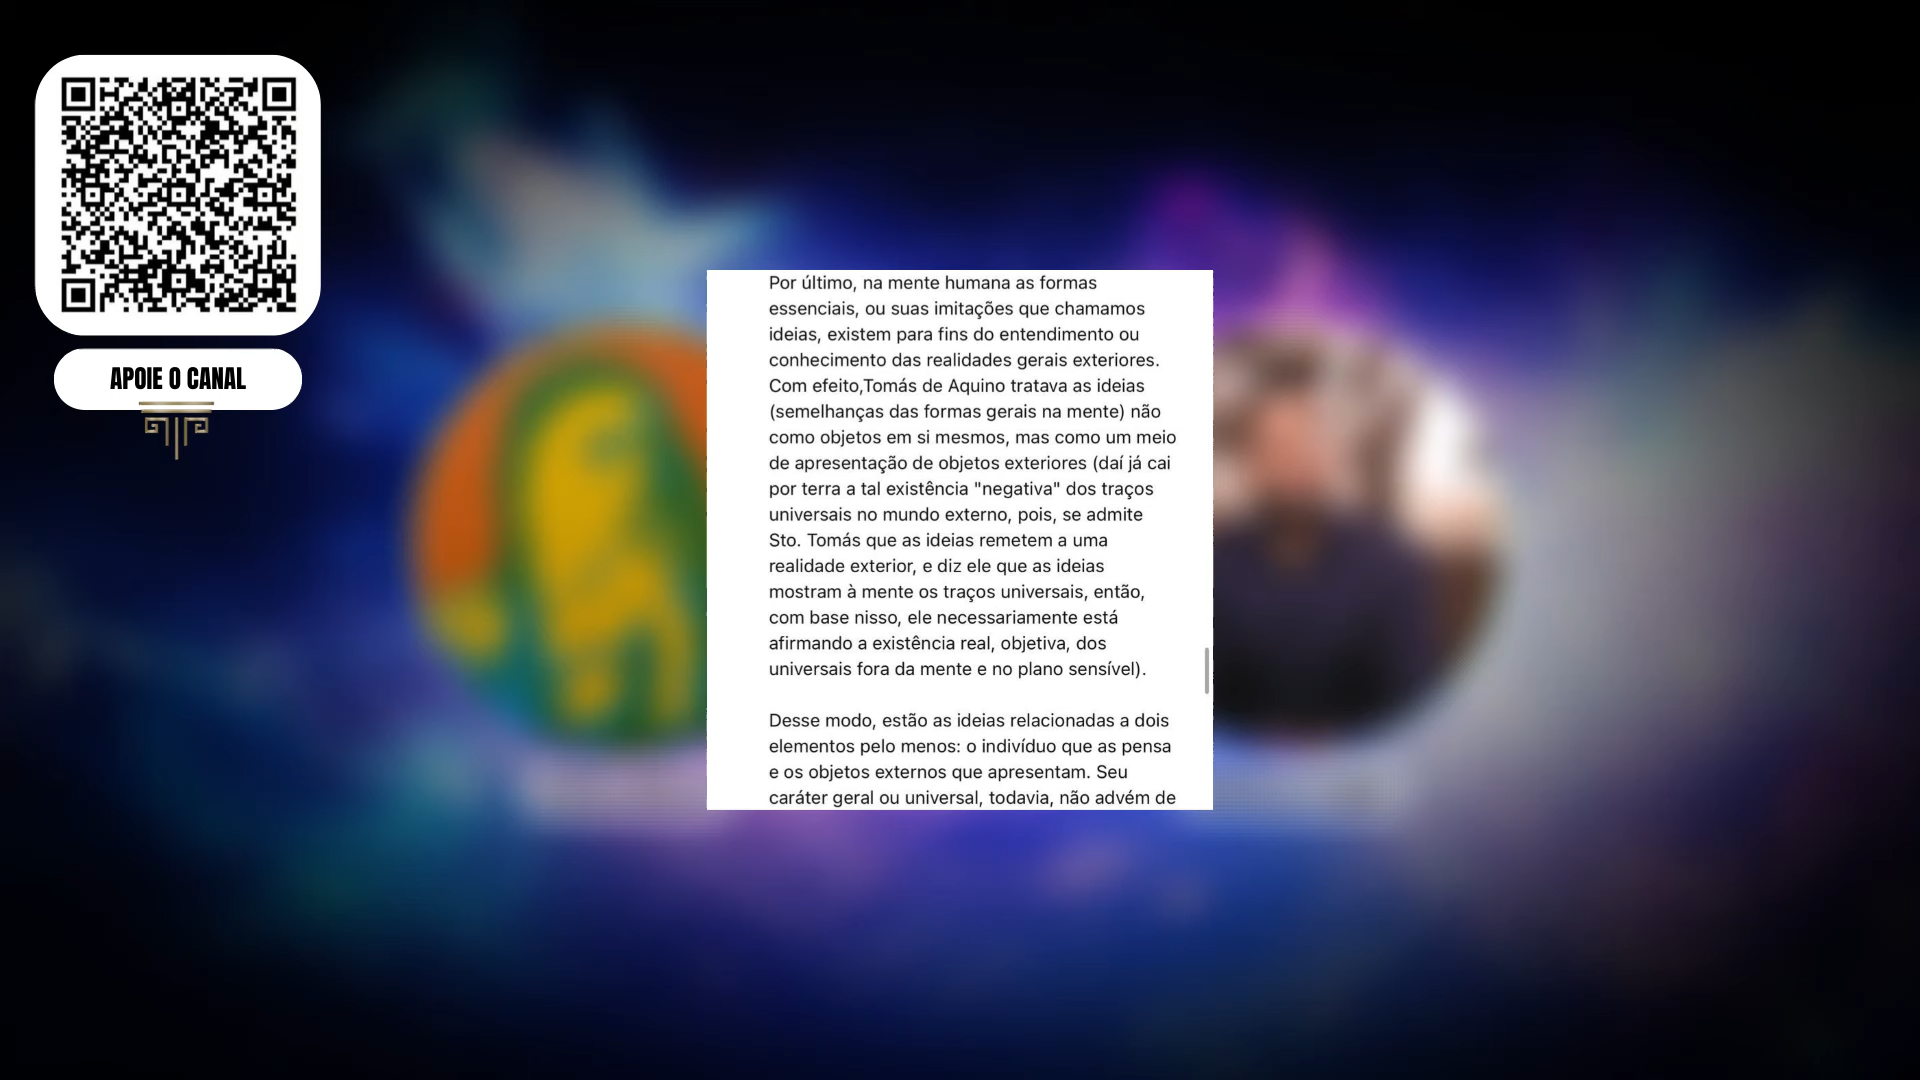 APOIE O CANAL
Por último, na mente humana as formas
essenciais, ou suas imitações que chamamos
ideias, existem para fins do entendimento ou
conhecimento das realidades gerais exteriores.
Com efeito,Tomás de Aquino tratava as ideias
(semelhanças das formas gerais na mente) não
como objetos em si mesmos, mas como um meio
de apresentação de objetos exteriores (daí já cai
por terra a tal existência "negativa" dos traços
universais no mundo externo, pois, se admite
Sto. Tomás que as ideias remetem a uma
realidade exterior, e diz ele que as ideias
mostram à mente os traços universais, então,
com base nisso, ele necessariamente está
afirmando a existência real, objetiva, dos
universais fora da mente e no plano sensível).
Desse modo, estão as ideias relacionadas a dois
elementos pelo menos: o indivíduo que as pensa
e os objetos externos que apresentam. Seu
caráter geral ou universal, todavia, não advém de